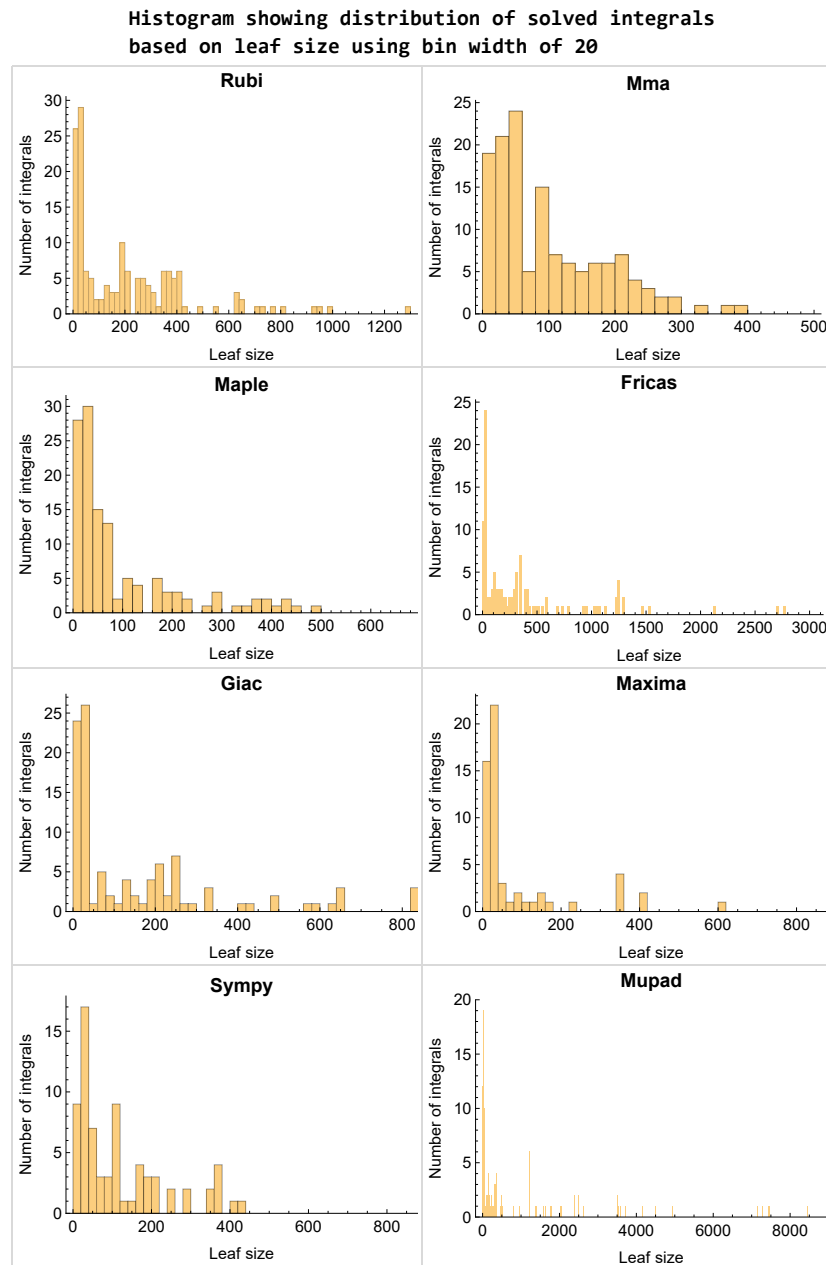 Histogram showing distribution of solved integrals
based on leaf size using bin width of 20
Rubi
Number of integrals
30
25
20
15
10
5
0
0 200 400 600 800 1000 1200
Leaf size
Mma
Number of integrals
25
20
15
10
5
0
0 100 200 300 400 500
Leaf size
Maple
Number of integrals
30
25
20
15
10
5
0
0 100 200 300 400 500 600
Leaf size
Fricas
Number of integrals
25
20
15
10
5
0
0 500 1000 1500 2000 2500 3000
Leaf size
Giac
Number of integrals
25
20
15
10
5
0
0 200 400 600 800
Leaf size
Maxima
Number of integrals
20
15
10
5
0
0 200 400 600 800
Leaf size
Sympy
Number of integrals
15
10
5
0
0 200 400 600 800
Leaf size
Mupad
Number of integrals
20
15
10
5
0
0 2000 4000 6000 8000
Leaf size